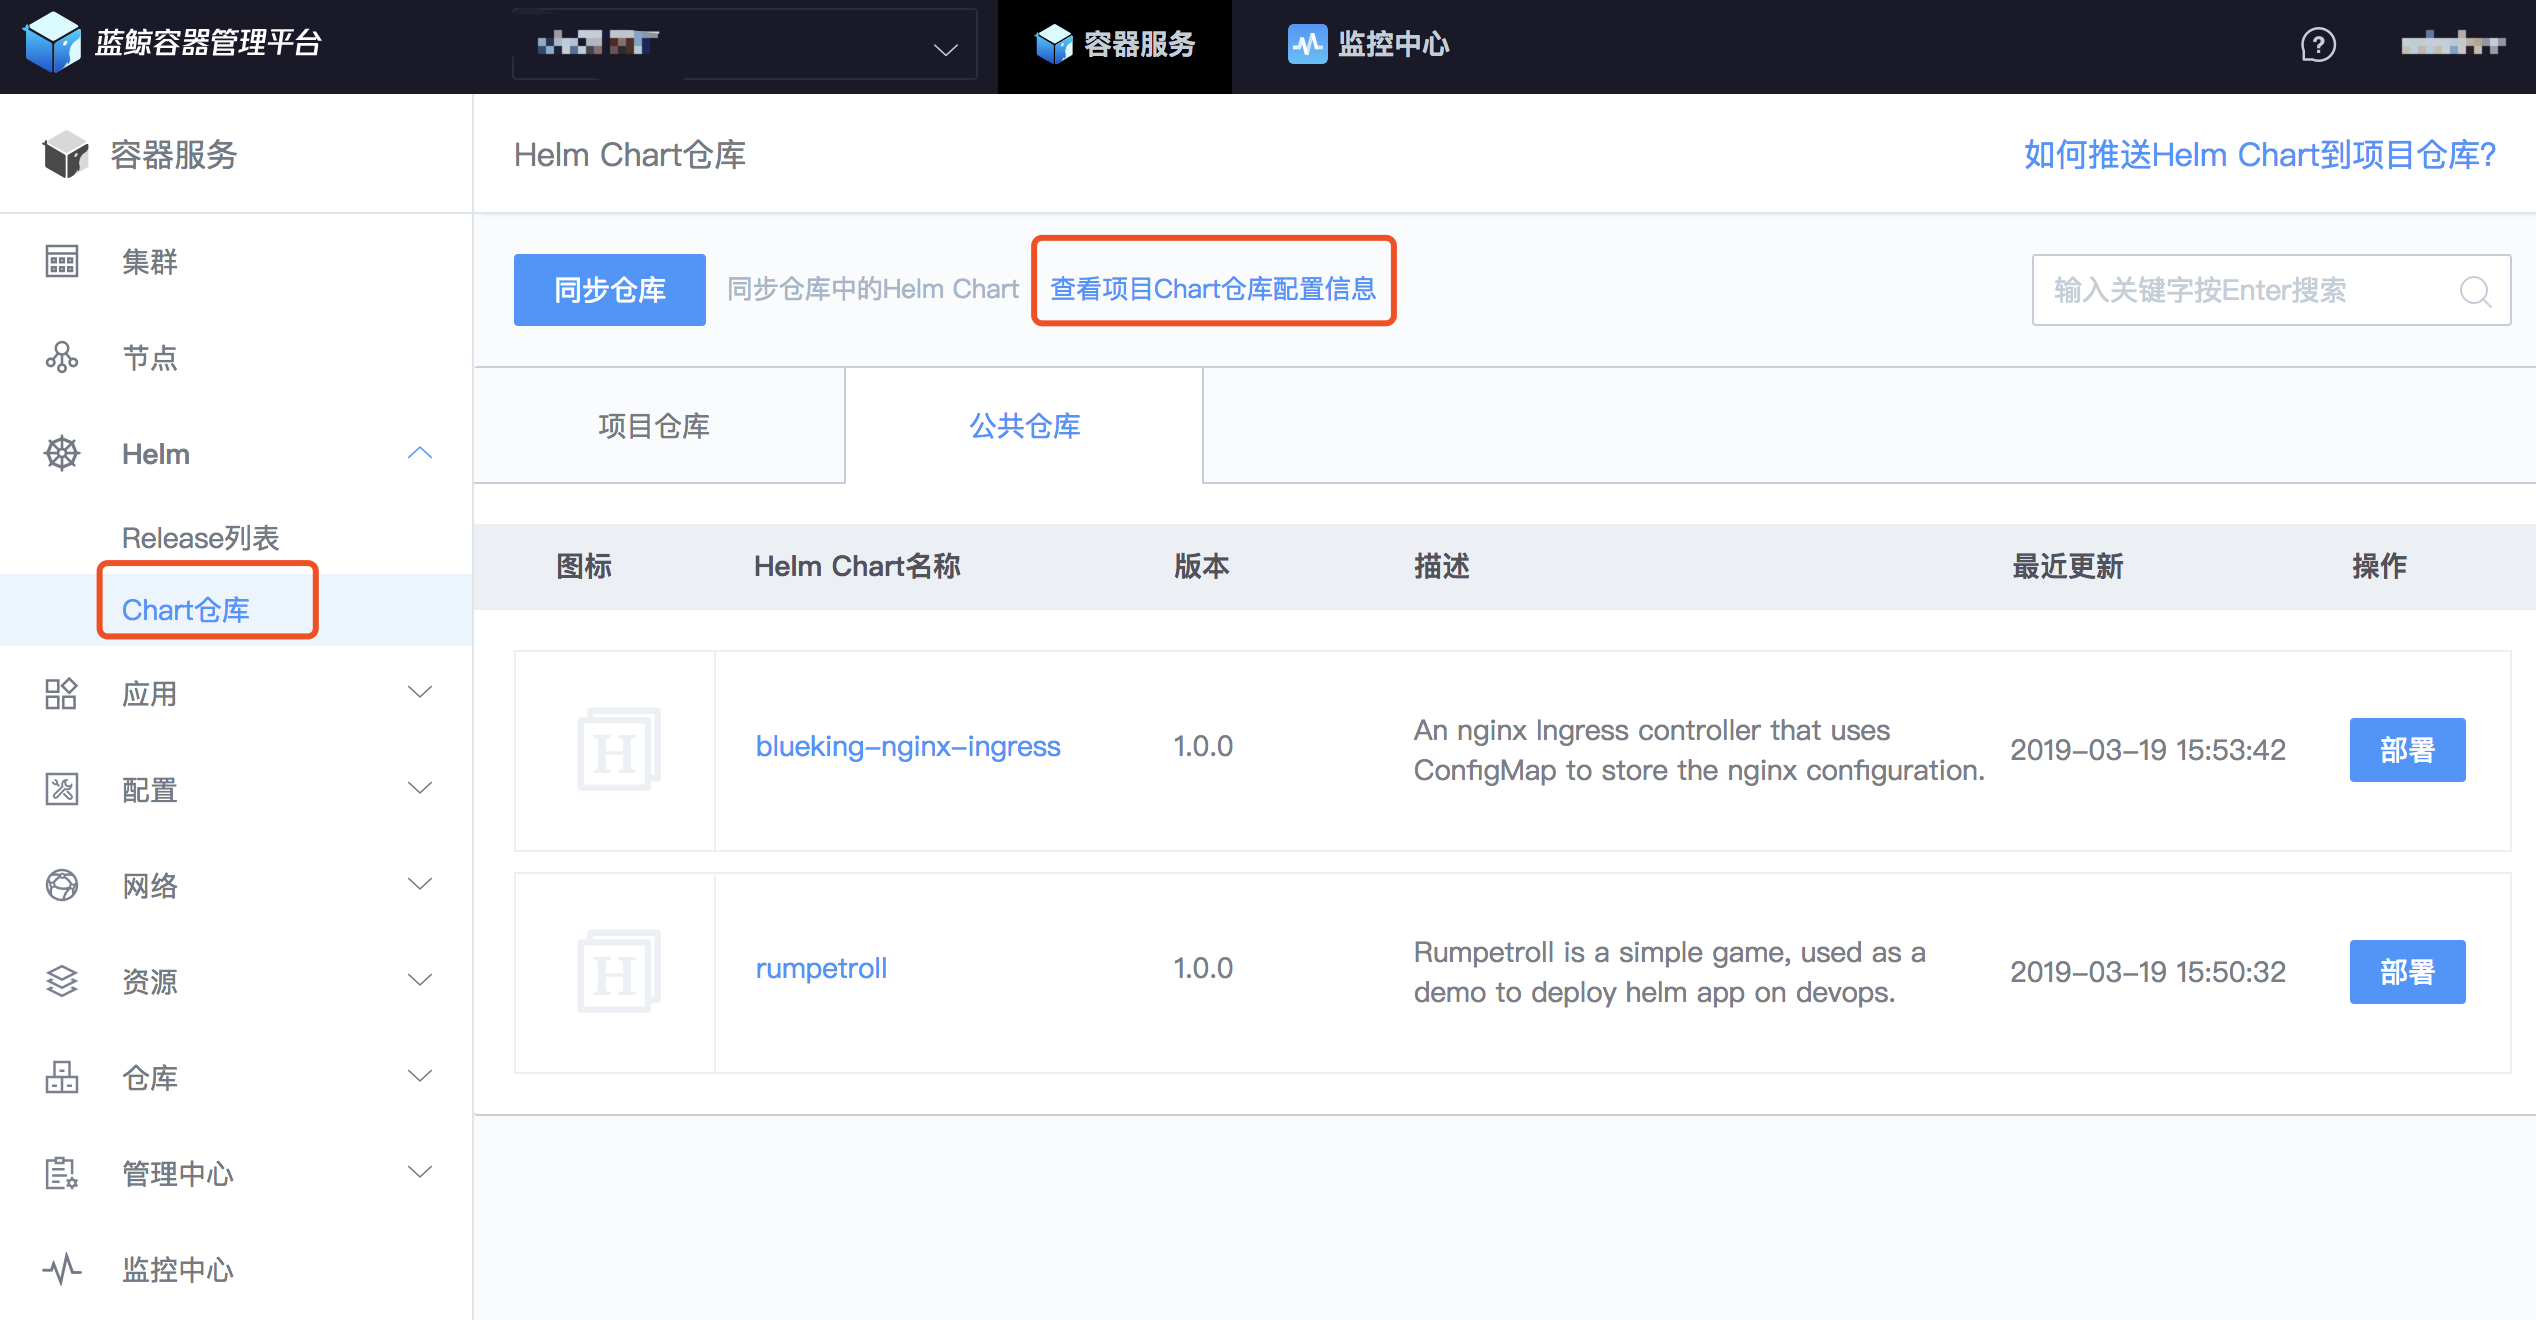 蓝鲸容器管理平台
容器服务
监控中心
容器服务
Helm Chart仓库
如何推送Helm Chart到项目仓库?
集群
节点
Helm
Release列表
Chart仓库
应用
配置
网络
资源
仓库
管理中心
监控中心
同步仓库
同步仓库中的Helm Chart
查看项目Chart仓库配置信息
输入关键字按Enter搜索
项目仓库
公共仓库
图标
Helm Chart名称
版本
描述
最近更新
操作
H
blueking-nginx-ingress
1.0.0
An nginx Ingress controller that uses
ConfigMap to store the nginx configuration.
2019-03-19 15:53:42
部署
H
rumpetroll
1.0.0
Rumpetroll is a simple game, used as a
demo to deploy helm app on devops.
2019-03-19 15:50:32
部署